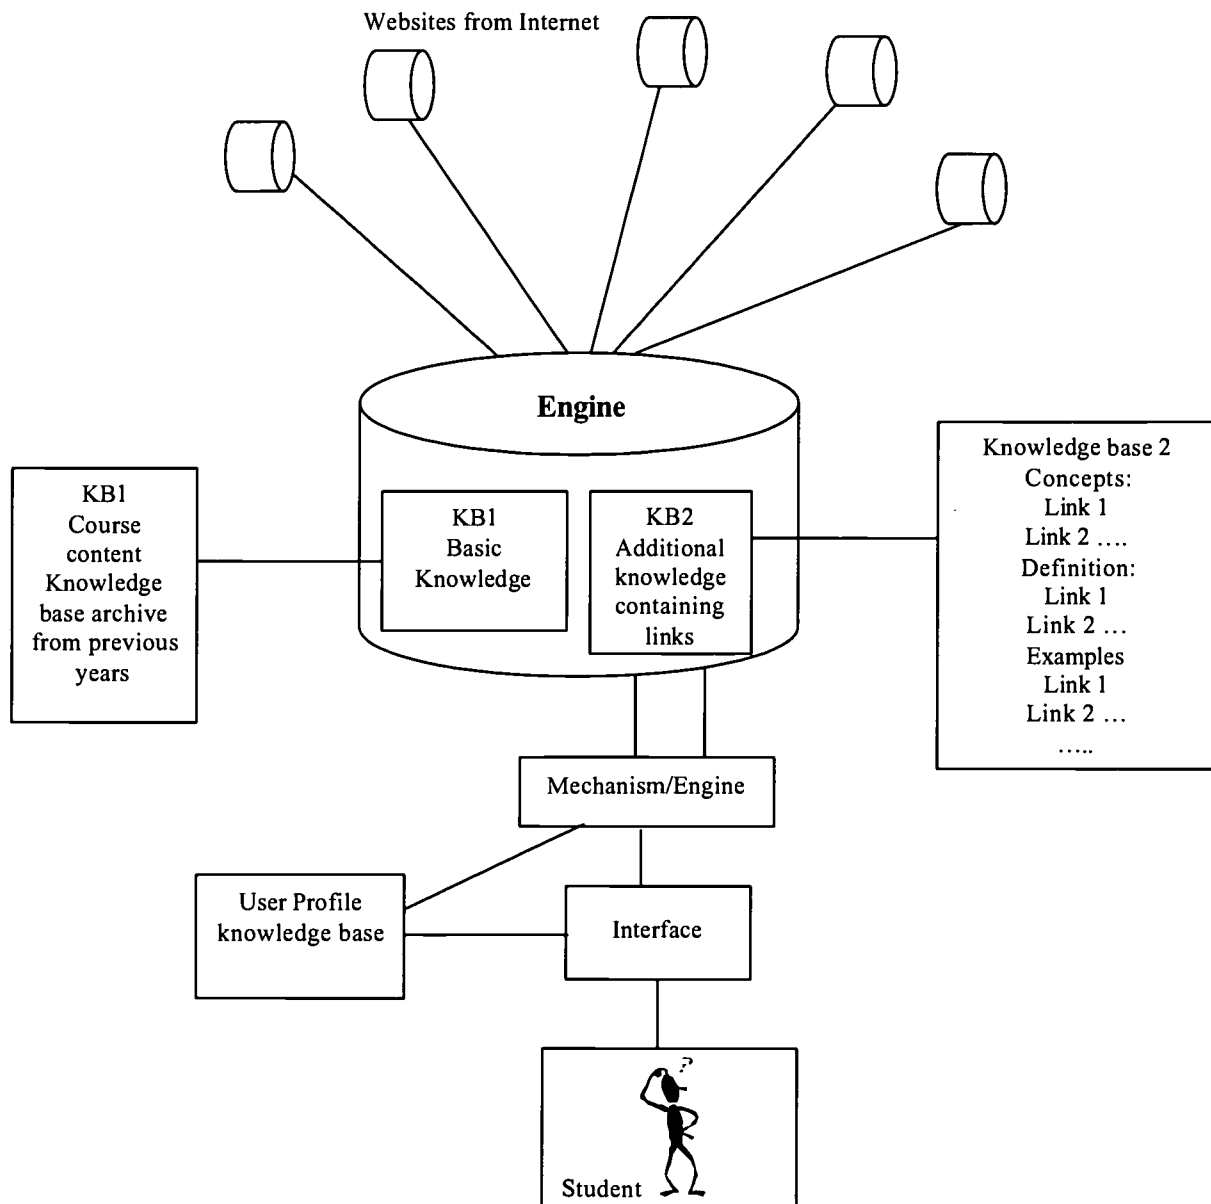 Websites from Internet
Engine
KB1
Course
content
Knowledge
base archive
from previous
years
KB1
Basic
Knowledge
KB2
Additional
knowledge
containing
links
Knowledge base 2
Concepts:
Link 1
Link 2 ....
Definition:
Link 1
Link 2 ...
Examples
Link 1
Link 2 ...
.....
Mechanism/Engine
User Profile
knowledge base
Interface
?
Student